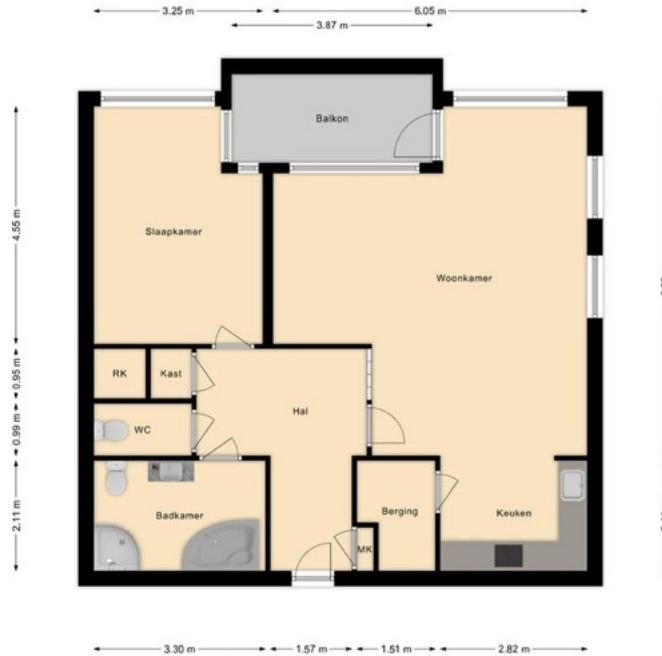 3.25 m
6.05 m
3.87 m
Balkon
4.55 m
Slaapkamer
Woonkamer
0.95 m
RK
Kast
Hal
0.99 m
WC
2.11 m
Badkamer
Berging
Keuken
MK
3.30 m
1.57 m
1.51 m
2.82 m